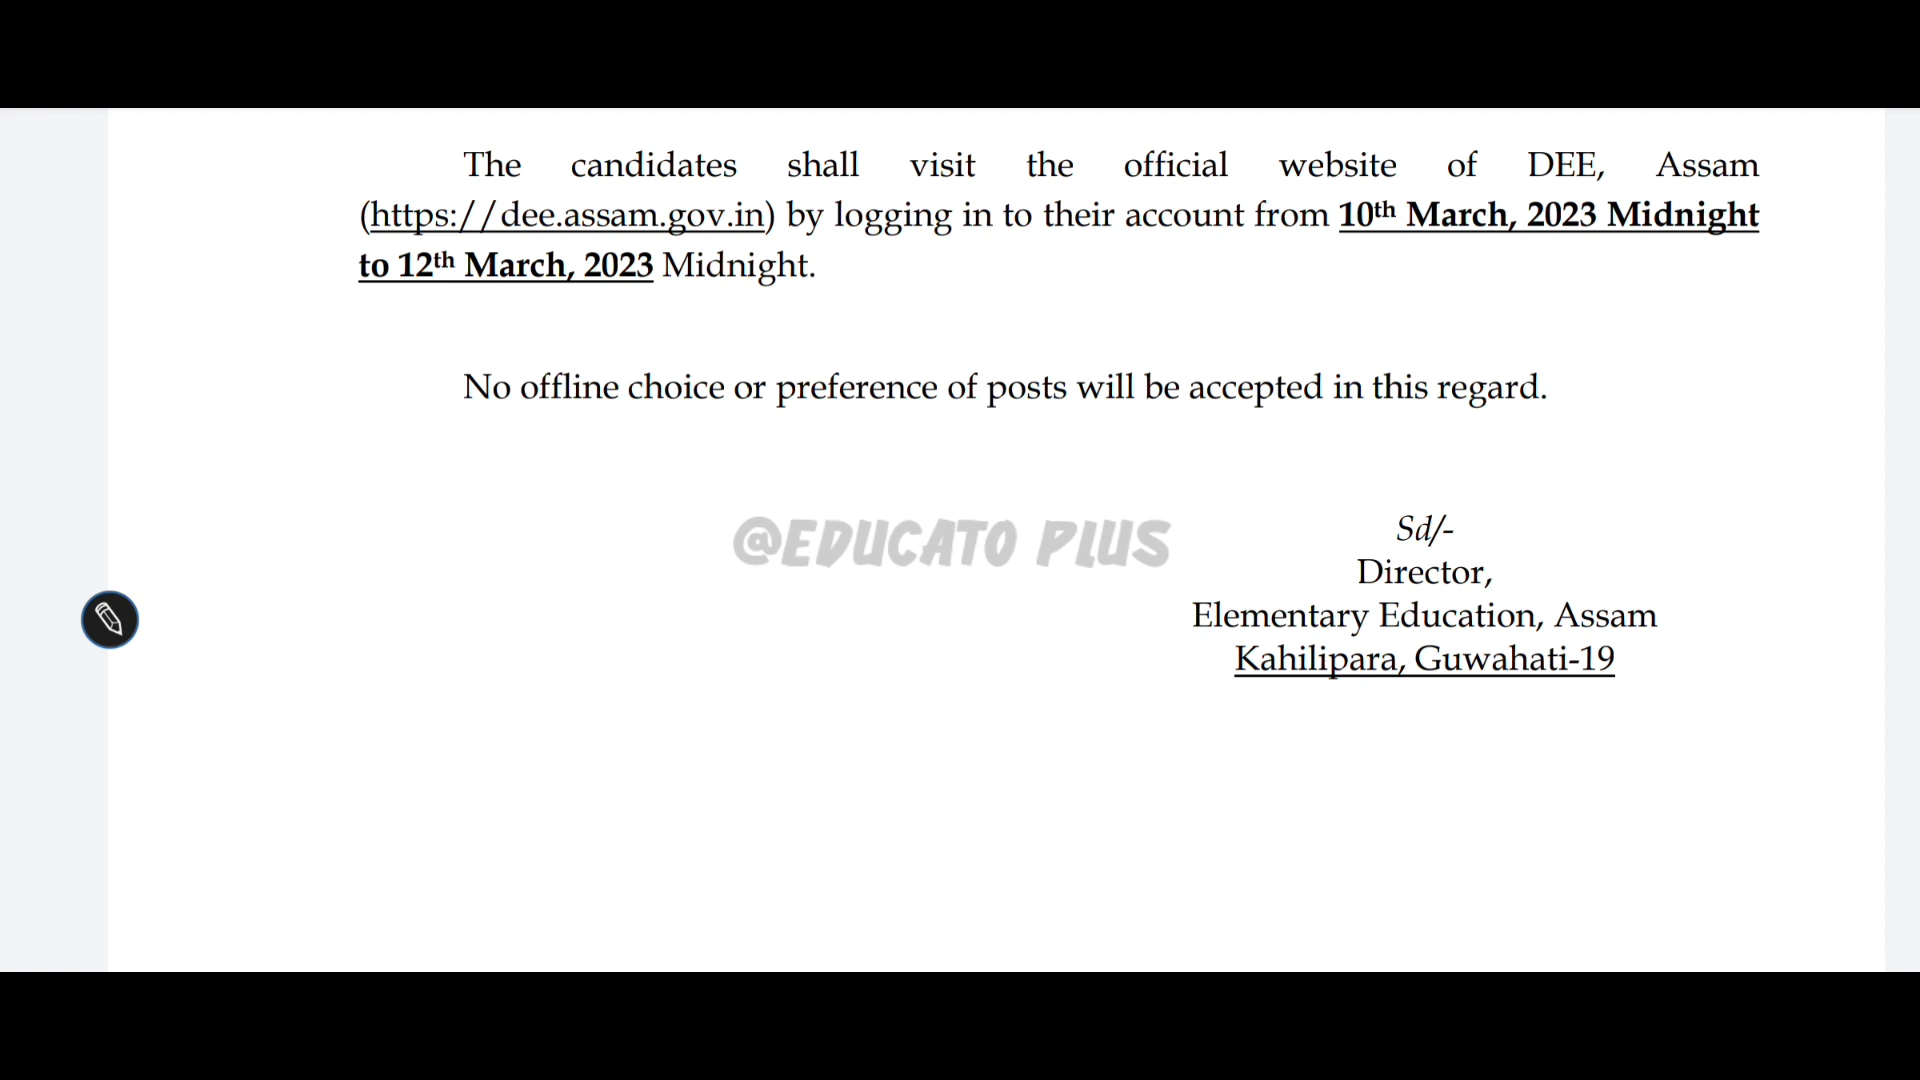 The candidates shall visit the official website of DEE, Assam
(https://dee.assam.gov.in) by logging in to their account from 10th March, 2023 Midnight
to 12th March, 2023 Midnight.
No offline choice or preference of posts will be accepted in this regard.
@EDUCATO PLUS
Sd/-
Director,
Elementary Education, Assam
Kahilipara, Guwahati-19